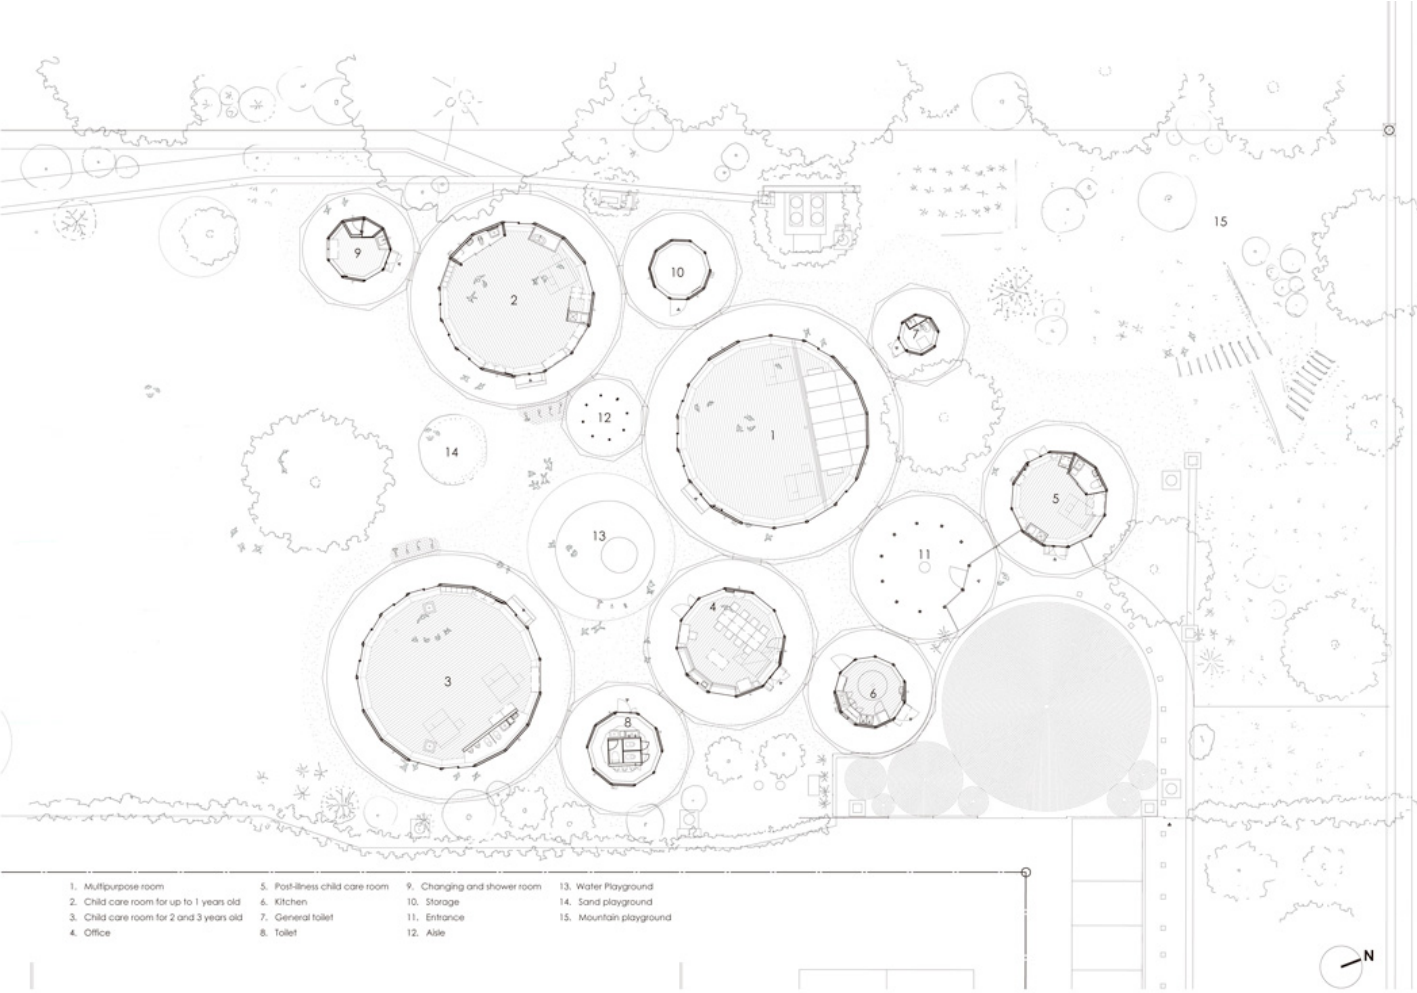 15
9
2
10
7
12
1
14
5
13
11
4
3
6
8
1. Multipurpose room
2. Child care room for up to 1 years old
3. Child care room for 2 and 3 years old
4. Office
5. Post-illness child care room
6. Kitchen
7. General toilet
8. Toilet
9. Changing and shower room
10. Storage
11. Entrance
12. Aisle
13. Water Playground
14. Sand playground
15. Mountain playground
N